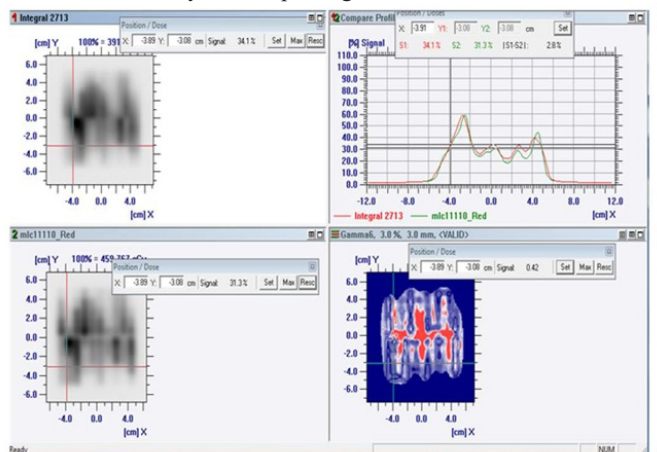 1 Integral 2713
Position / Dose
X: -3.89 Y: -3.08 cm Signal: 34.1% Set Max Resc
[cm] Y 100% = 391
6.0
4.0
2.0
0.0
-2.0
-4.0
-6.0
-4.0 0.0 4.0
[cm] X
2 Compare Profil
Position / Doses
X: -3.91 Y1: -3.08 Y2: -3.08 cm Set
S1: 34.1% S2: 31.3% |S1-S2|: 2.8%
[%] Signal
110.0
100.0
90.0
80.0
70.0
60.0
50.0
40.0
30.0
20.0
10.0
0.0
-12.0 -8.0 -4.0 0.0 4.0 8.0 12.0
[cm] X
Integral 2713 mlc11110_Red
2 mlc11110_Red
[cm] Y 100% = 459.767
Position / Dose
X: -3.89 Y: -3.08 cm Signal: 31.3% Set Max Resc
6.0
4.0
2.0
0.0
-2.0
-4.0
-6.0
-4.0 0.0 4.0
[cm] X
Gamma6, 3.0 %, 3.0 mm, <VALID>
Position / Dose
[cm] Y
X: -3.89 Y: -3.08 cm Signal: 0.42 Set Max Resc
6.0
4.0
2.0
0.0
-2.0
-4.0
-6.0
-4.0 0.0 4.0
[cm] X
Ready
NUM